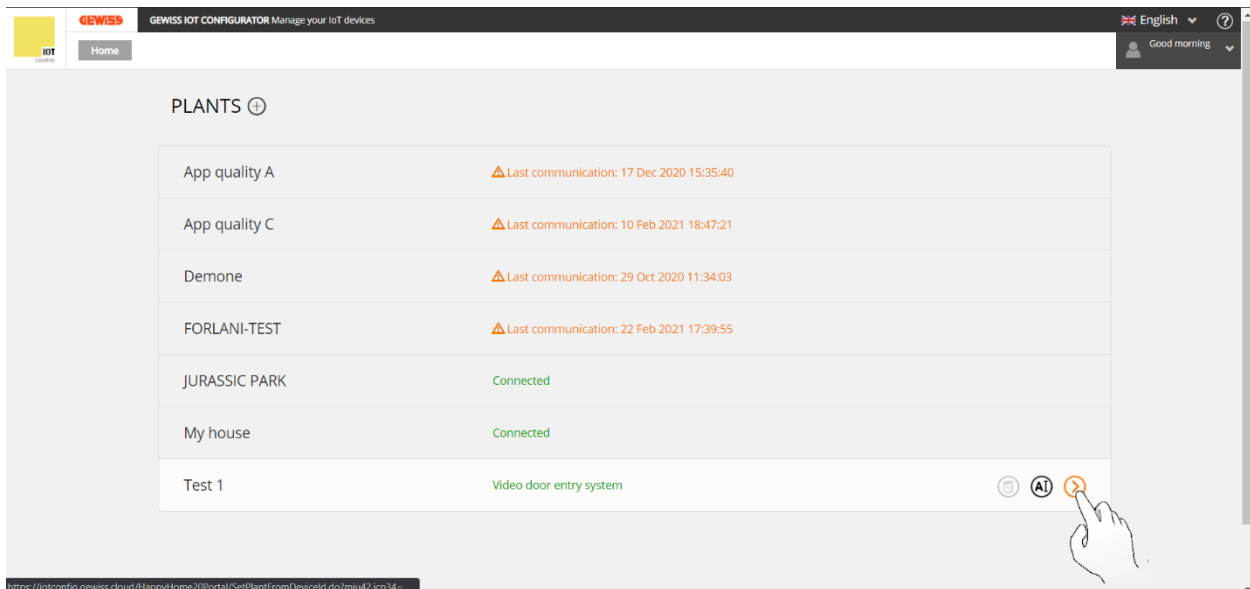 GEWISS GEWISS IOT CONFIGURATOR Manage your IoT devices English ?
IOT
CONFIG
Home Good morning
PLANTS
App quality A Last communication: 17 Dec 2020 15:35:40
App quality C Last communication: 10 Feb 2021 18:47:21
Demone Last communication: 29 Oct 2020 11:34:03
FORLANI-TEST Last communication: 22 Feb 2021 17:39:55
JURASSIC PARK Connected
My house Connected
Test 1 Video door entry system AI